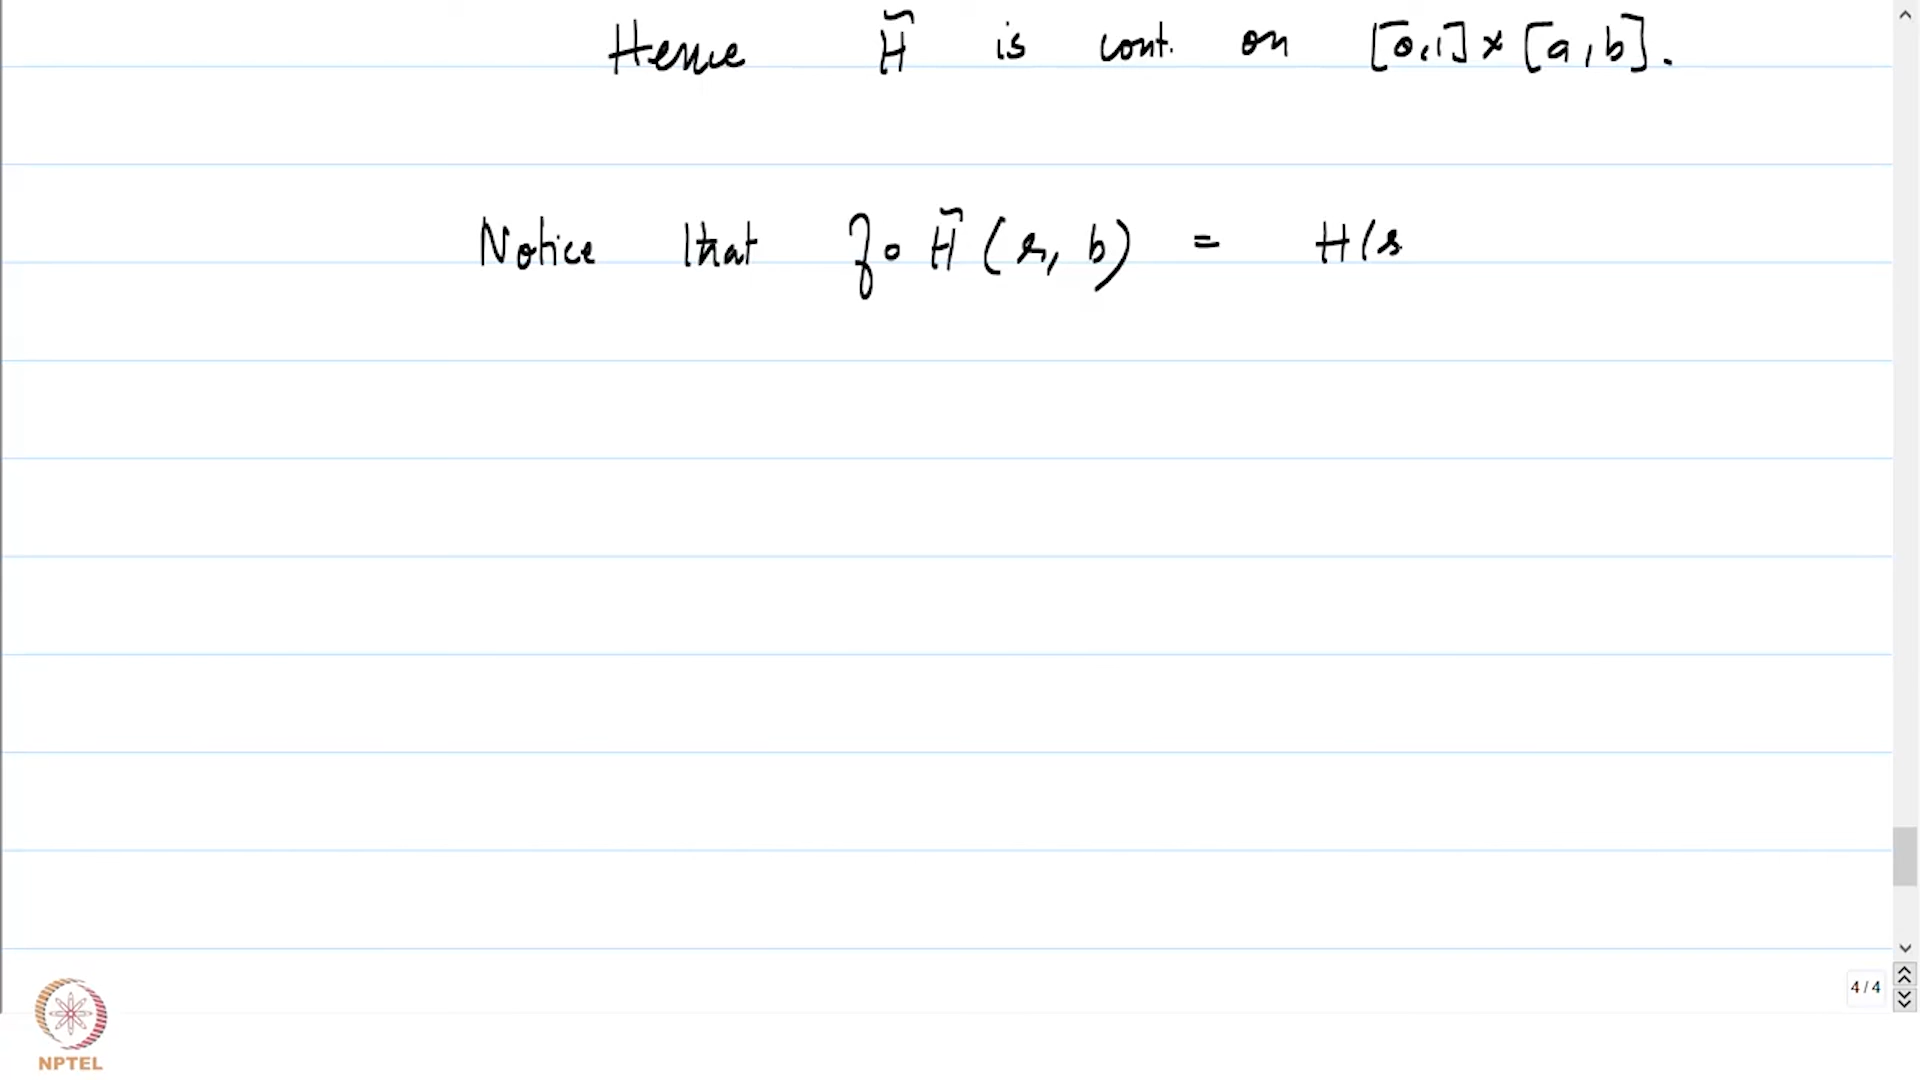 Hence H̃ is cont. on [0,1] × [a, b].
Notice that f∘ H̃ (s, b) = H(s
4 / 4
NPTEL